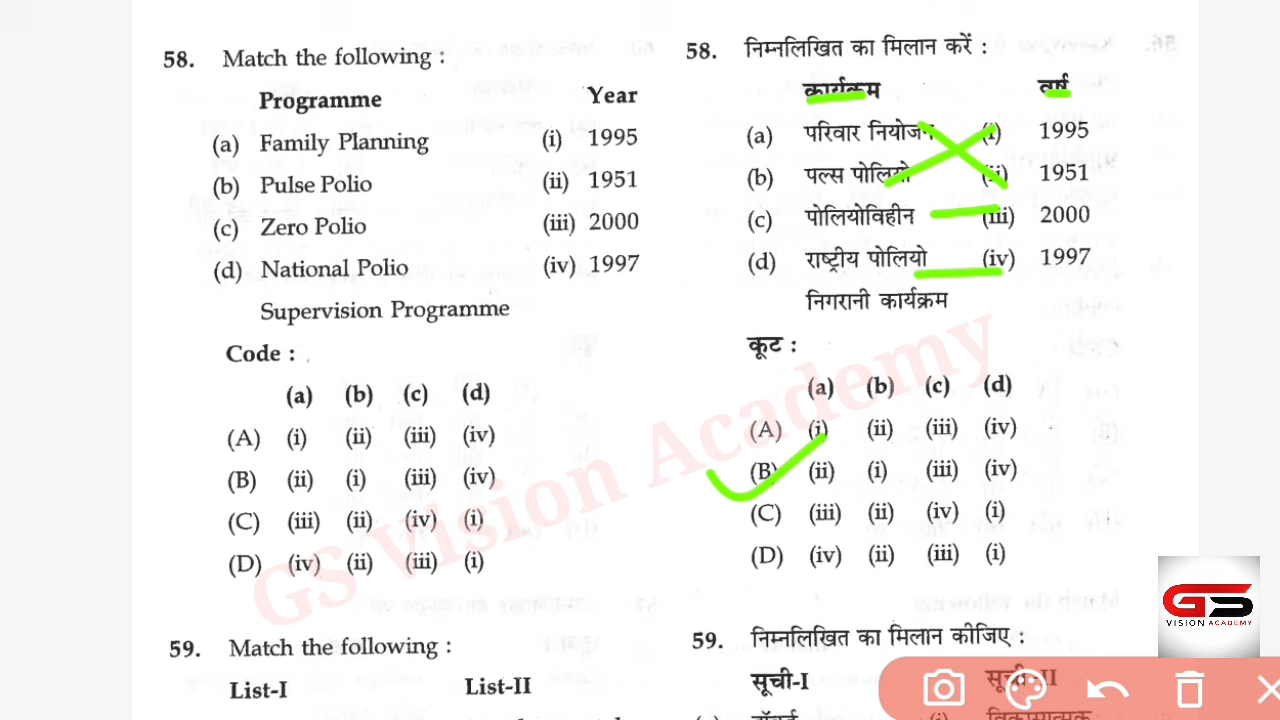 58. Match the following :
Programme Year
(a) Family Planning (i) 1995
(b) Pulse Polio (ii) 1951
(c) Zero Polio (iii) 2000
(d) National Polio (iv) 1997
Supervision Programme
Code :
(a) (b) (c) (d)
(A) (i) (ii) (iii) (iv)
(B) (ii) (i) (iii) (iv)
(C) (iii) (ii) (iv) (i)
(D) (iv) (ii) (iii) (i)
59. Match the following :
List-I List-II
58. निम्नलिखित का मिलान करें :
कार्यक्रम वर्ष
(a) परिवार नियोजन (i) 1995
(b) पल्स पोलियो (ii) 1951
(c) पोलियोविहीन (iii) 2000
(d) राष्ट्रीय पोलियो (iv) 1997
निगरानी कार्यक्रम
कूट :
(a) (b) (c) (d)
(A) (i) (ii) (iii) (iv)
(B) (ii) (i) (iii) (iv)
(C) (iii) (ii) (iv) (i)
(D) (iv) (ii) (iii) (i)
59. निम्नलिखित का मिलान कीजिए :
सूची-I सूची-II
GS Vision Academy
GS
VISION ACADEMY